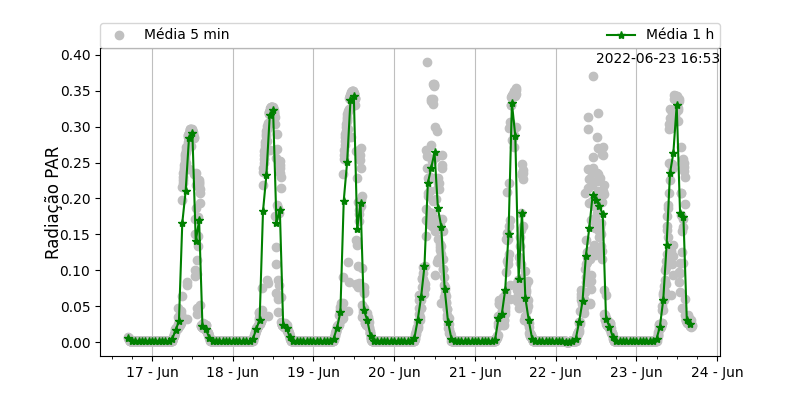 Média 5 min
Média 1 h
2022-06-23 16:53
Radiação PAR
0.40
0.35
0.30
0.25
0.20
0.15
0.10
0.05
0.00
17 - Jun
18 - Jun
19 - Jun
20 - Jun
21 - Jun
22 - Jun
23 - Jun
24 - Jun